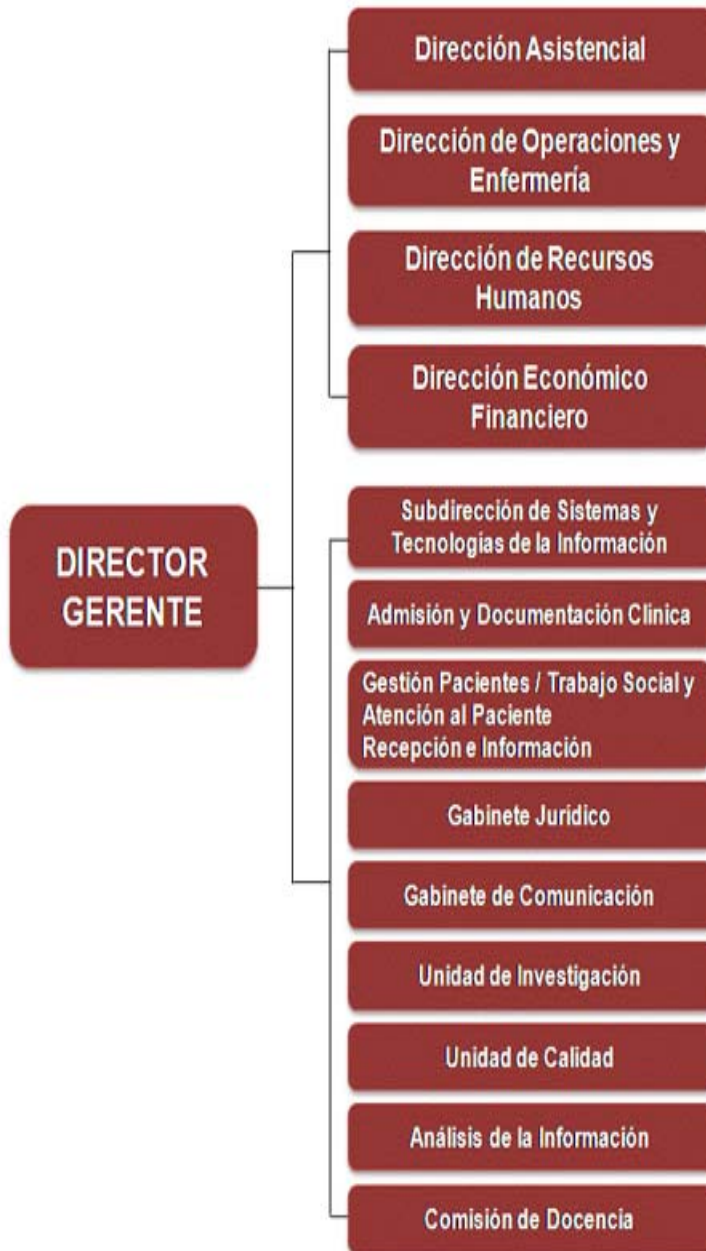 Dirección Asistencial
Dirección de Operaciones y
Enfermería
Dirección de Recursos
Humanos
Dirección Económico
Financiero
DIRECTOR
GERENTE
Subdirección de Sistemas y
Tecnologías de la Información
Admisión y Documentación Clínica
Gestión Pacientes / Trabajo Social y
Atención al Paciente
Recepción e Información
Gabinete Jurídico
Gabinete de Comunicación
Unidad de Investigación
Unidad de Calidad
Análisis de la Información
Comisión de Docencia